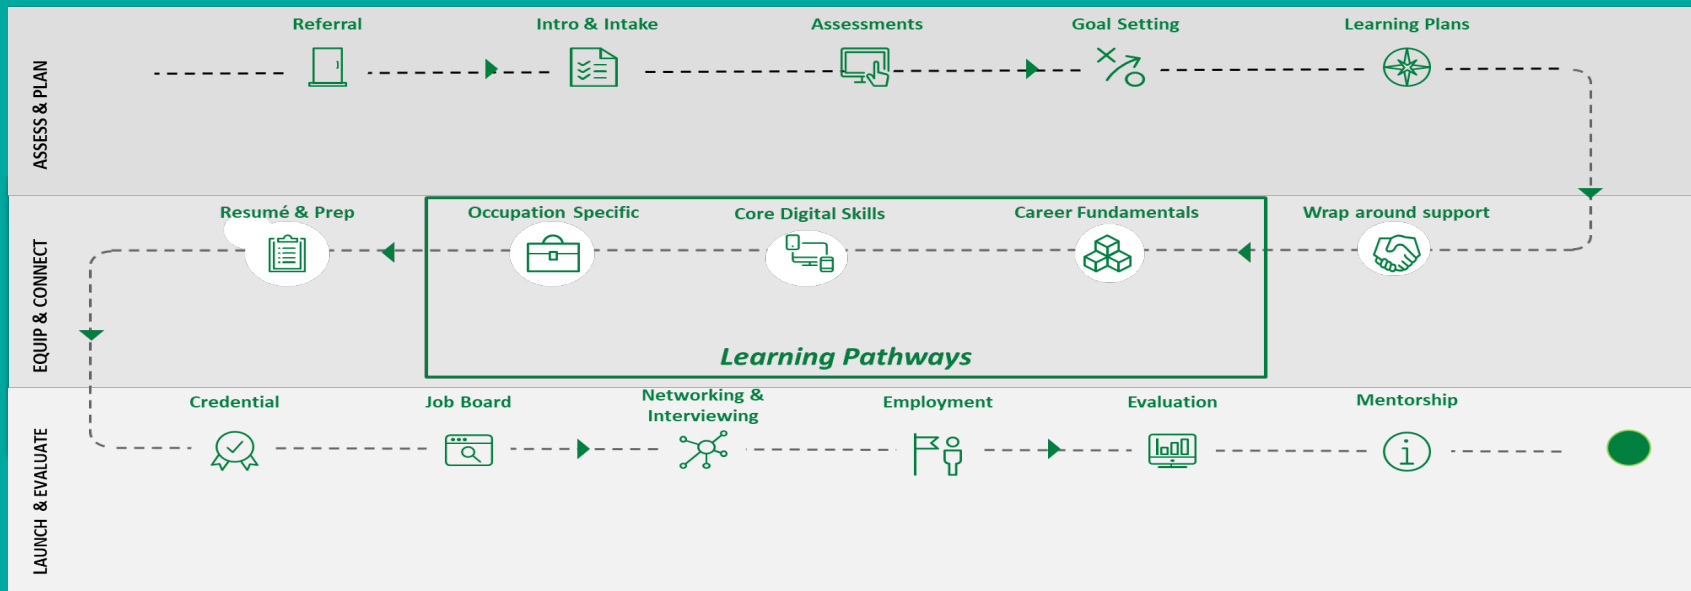 ASSESS & PLAN
Referral
Intro & Intake
Assessments
Goal Setting
Learning Plans
EQUIP & CONNECT
Resumé & Prep
Occupation Specific
Core Digital Skills
Career Fundamentals
Wrap around support
Learning Pathways
LAUNCH & EVALUATE
Credential
Job Board
Networking &
Interviewing
Employment
Evaluation
Mentorship